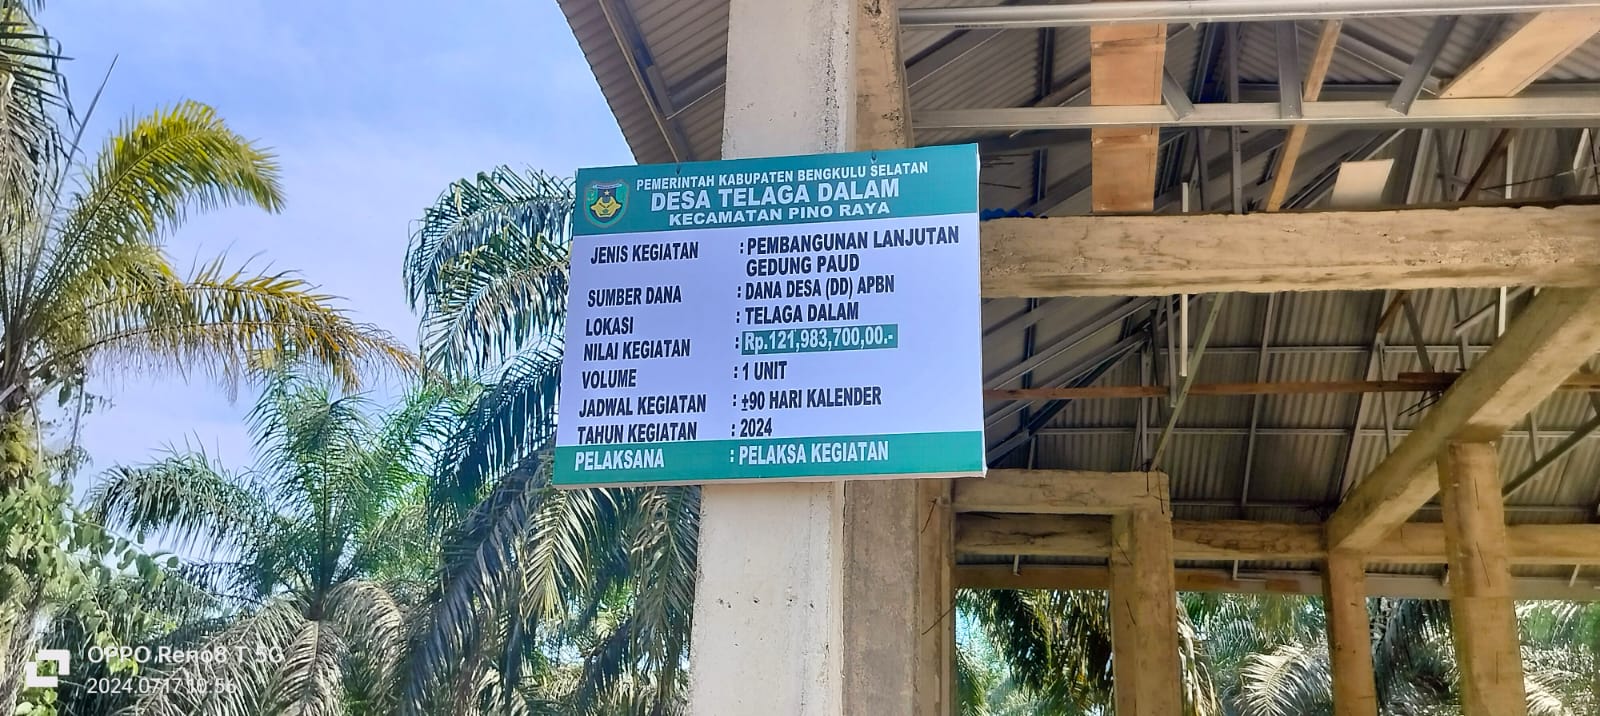 PEMERINTAH KABUPATEN BENGKULU SELATAN
DESA TELAGA DALAM
KECAMATAN PINO RAYA
JENIS KEGIATAN : PEMBANGUNAN LANJUTAN
GEDUNG PAUD
SUMBER DANA : DANA DESA (DD) APBN
LOKASI : TELAGA DALAM
NILAI KEGIATAN : Rp.121,983,700,00.-
VOLUME : 1 UNIT
JADWAL KEGIATAN : ±90 HARI KALENDER
TAHUN KEGIATAN : 2024
PELAKSANA : PELAKSA KEGIATAN
OPPO Reno8 T 5G
2024.07.17 10:56